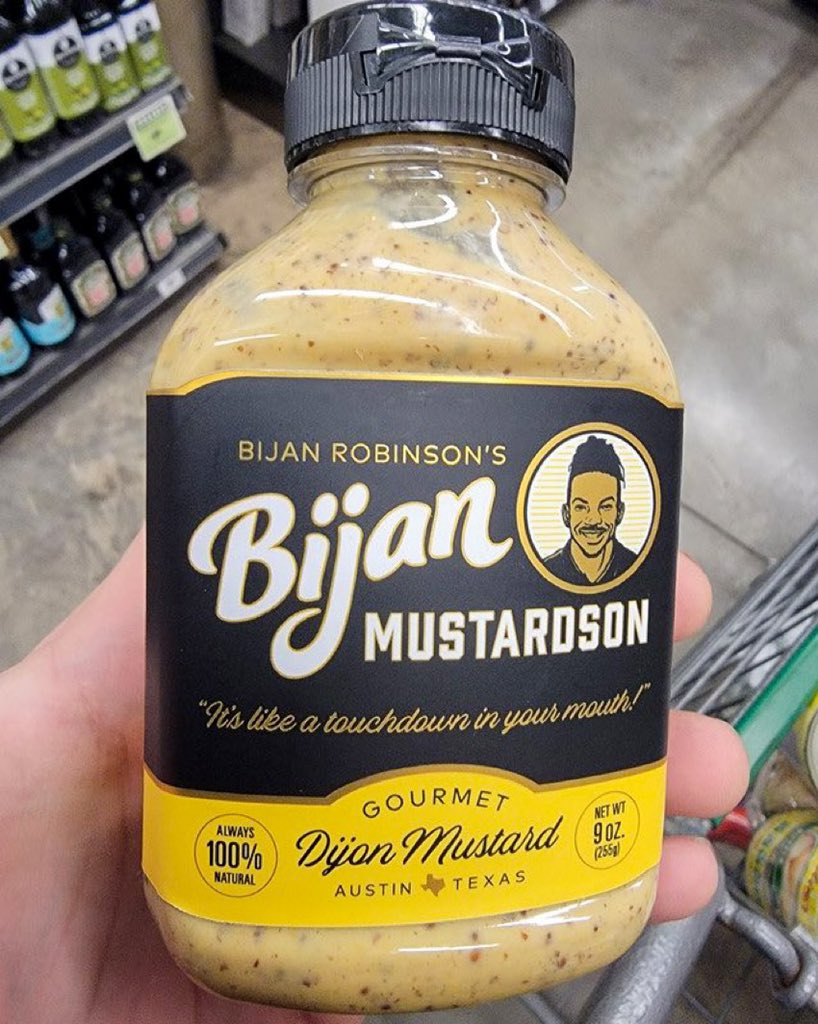 BIJAN ROBINSON'S
Bijan
MUSTARDSON
"It's like a touchdown in your mouth!"
GOURMET
Dijon Mustard
AUSTIN TEXAS
ALWAYS
100%
NATURAL
NET WT
9 OZ.
(255g)